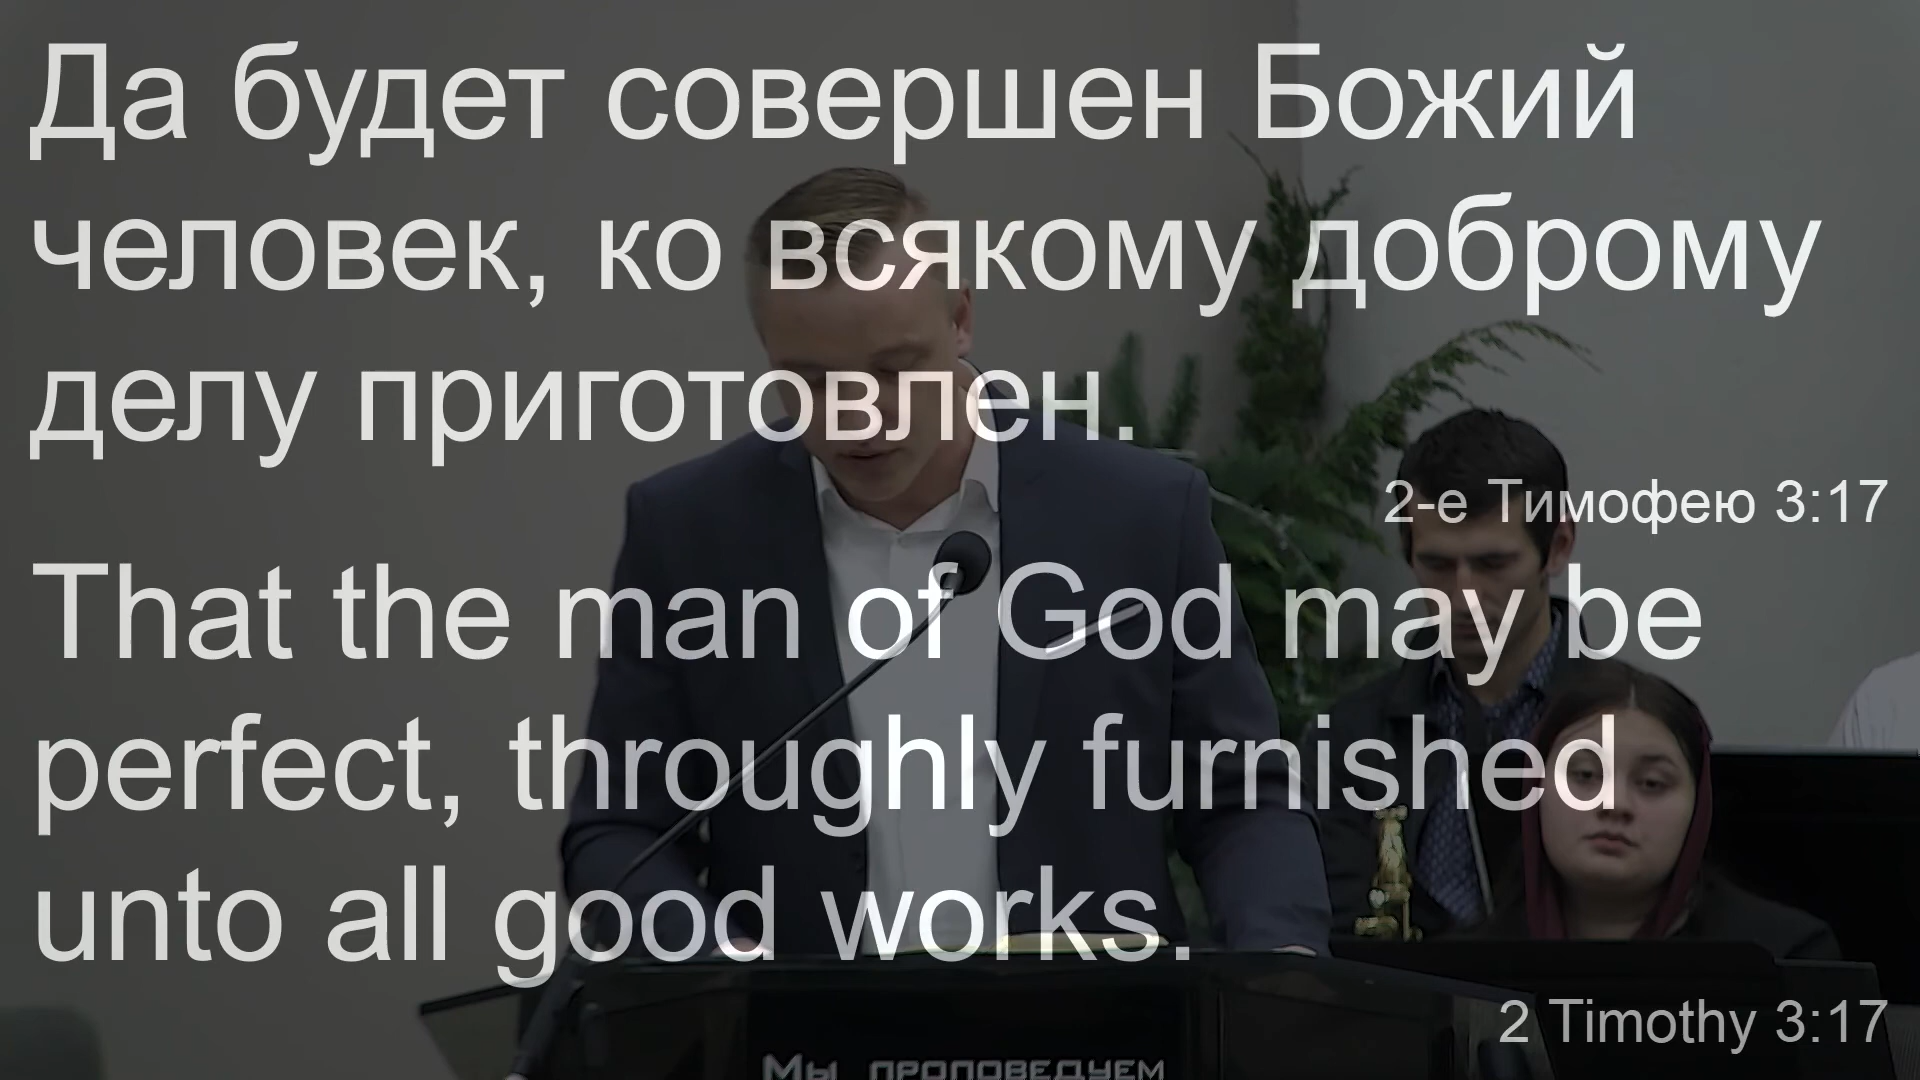 Да будет совершен Божий
человек, ко всякому доброму
делу приготовлен.
2-е Тимофею 3:17
That the man of God may be
perfect, throughly furnished
unto all good works.
2 Timothy 3:17
Мы проповедуем